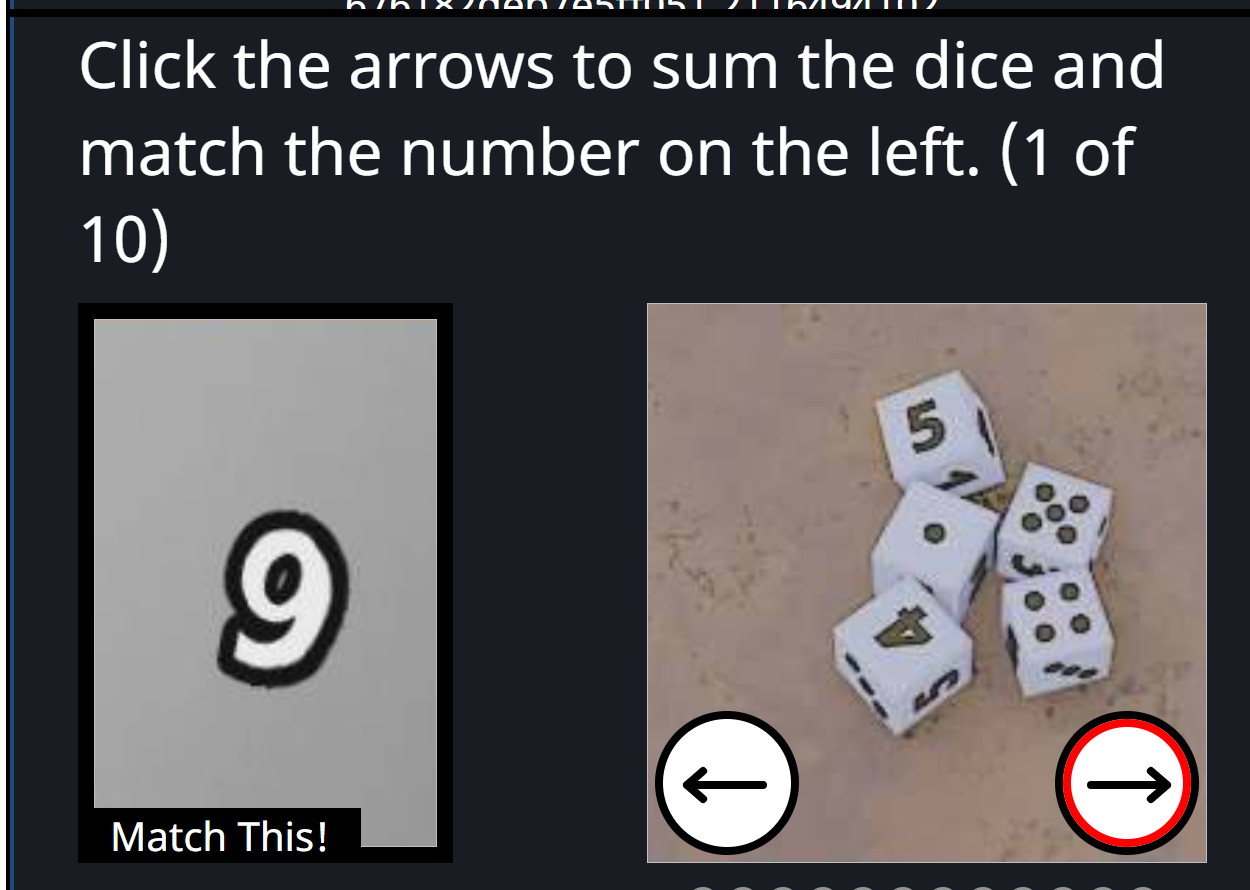 Click the arrows to sum the dice and
match the number on the left. (1 of
10)
9
5
4
5
Match This!